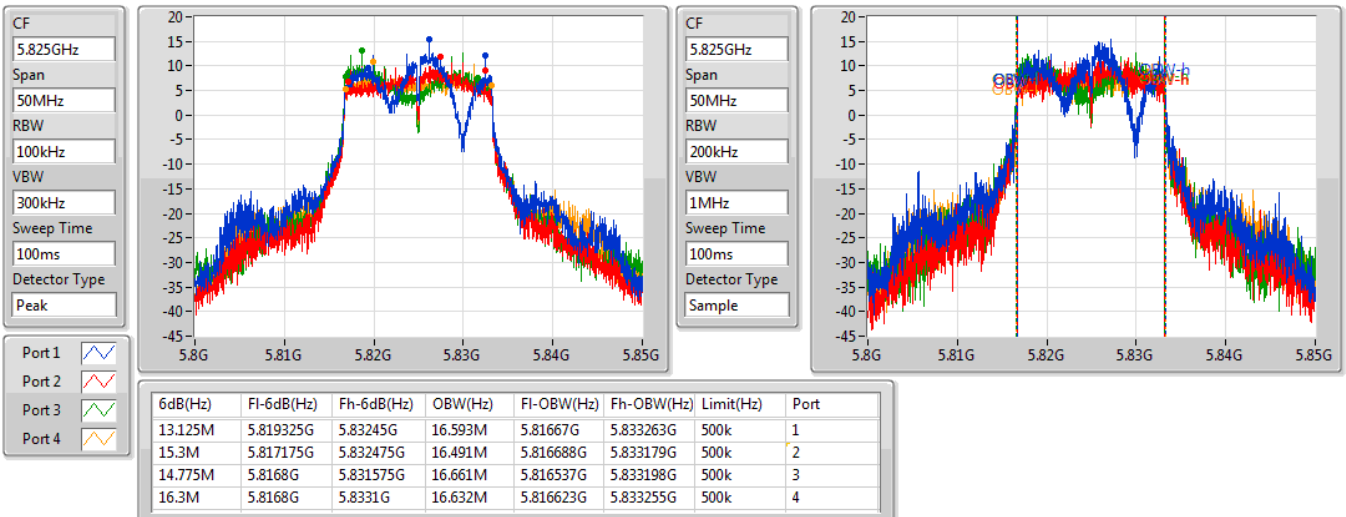 CF
5.825GHz
Span
50MHz
RBW
100kHz
VBW
300kHz
Sweep Time
100ms
Detector Type
Peak
20
15
10
5
0
-5
-10
-15
-20
-25
-30
-35
-40
-45
5.8G 5.81G 5.82G 5.83G 5.84G 5.85G
CF
5.825GHz
Span
50MHz
RBW
200kHz
VBW
1MHz
Sweep Time
100ms
Detector Type
Sample
20
15
10
5
0
-5
-10
-15
-20
-25
-30
-35
-40
-45
5.8G 5.81G 5.82G 5.83G 5.84G 5.85G
Port 1
Port 2
Port 3
Port 4
6dB(Hz) Fl-6dB(Hz) Fh-6dB(Hz) OBW(Hz) Fl-OBW(Hz) Fh-OBW(Hz) Limit(Hz) Port
13.125M 5.819325G 5.83245G 16.593M 5.81667G 5.833263G 500k 1
15.3M 5.817175G 5.832475G 16.491M 5.816688G 5.833179G 500k 2
14.775M 5.8168G 5.831575G 16.661M 5.816537G 5.833198G 500k 3
16.3M 5.8168G 5.8331G 16.632M 5.816623G 5.833255G 500k 4